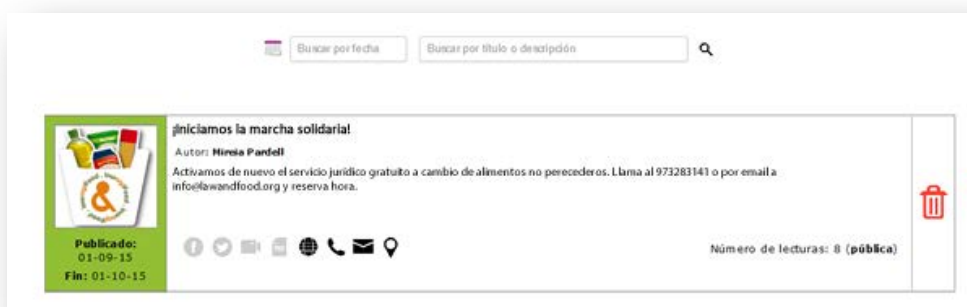 Buscar por fecha
Buscar por título o descripción
¡Iniciamos la marcha solidaria!
Autor: Mireia Pardell
Activamos de nuevo el servicio jurídico gratuito a cambio de alimentos no perecederos. Llama al 973283141 o por email a
info@lawandfood.org y reserva hora.
&
Publicado:
01-09-15
Fin: 01-10-15
Número de lecturas: 8 (pública)